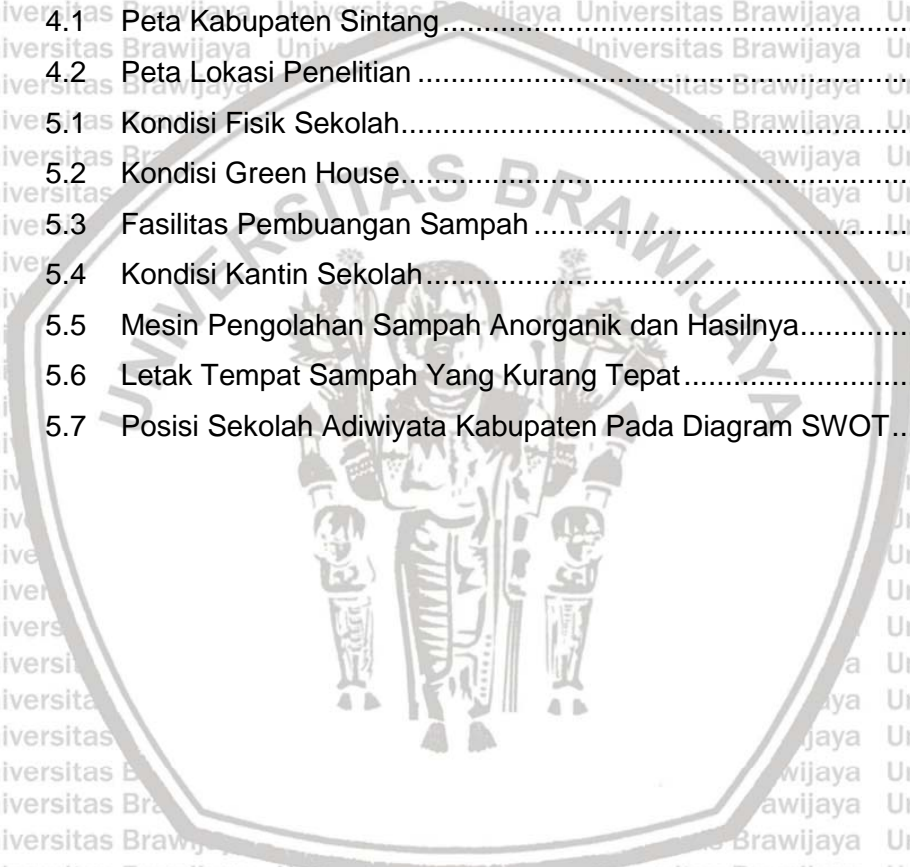 4.1 Peta Kabupaten Sintang
4.2 Peta Lokasi Penelitian
5.1 Kondisi Fisik Sekolah
5.2 Kondisi Green House
5.3 Fasilitas Pembuangan Sampah
5.4 Kondisi Kantin Sekolah
5.5 Mesin Pengolahan Sampah Anorganik dan Hasilnya
5.6 Letak Tempat Sampah Yang Kurang Tepat
5.7 Posisi Sekolah Adiwiyata Kabupaten Pada Diagram SWOT
UNIVERSITAS BRAWIJAYA